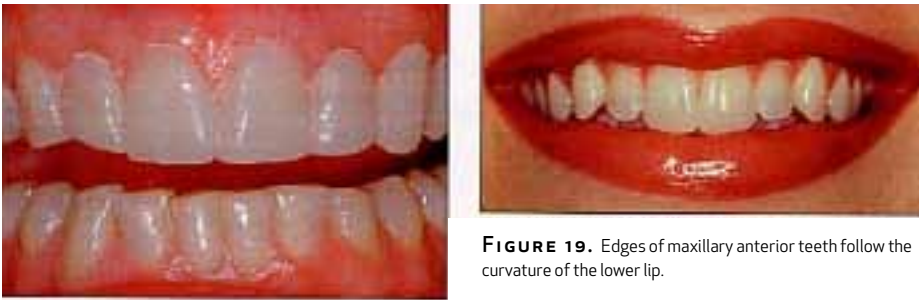 FIGURE 19. Edges of maxillary anterior teeth follow the
curvature of the lower lip.